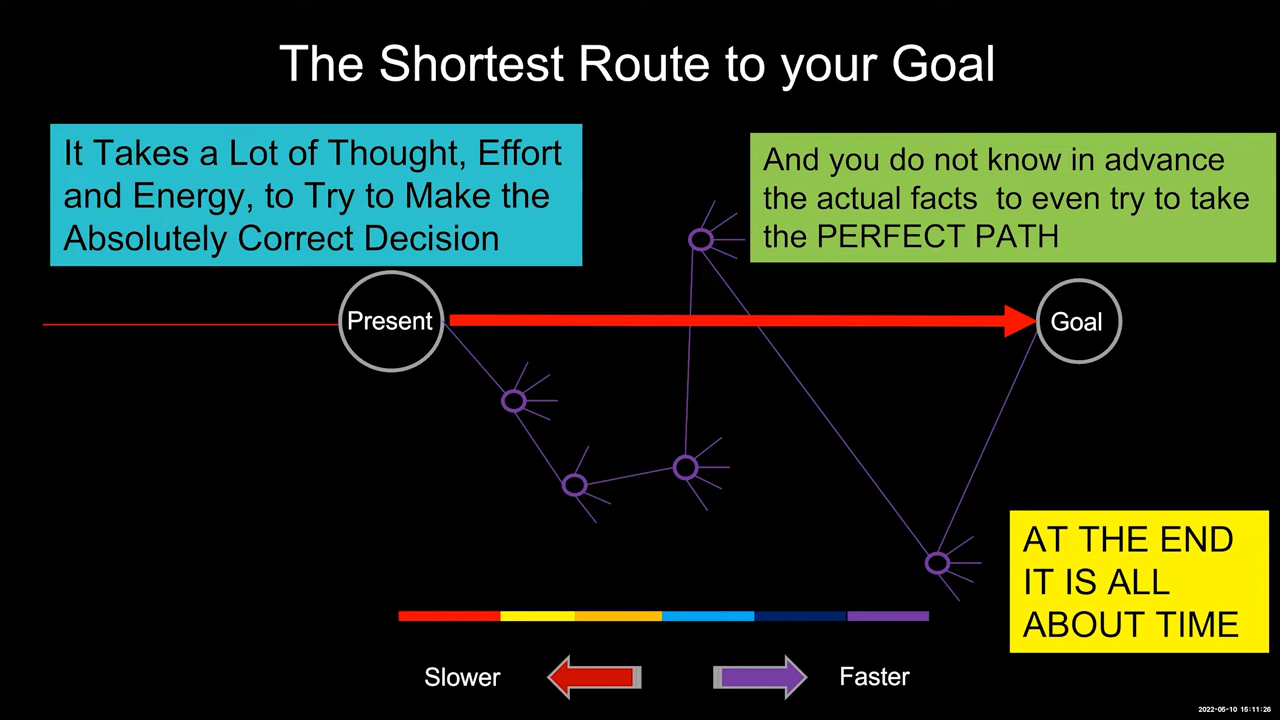 The Shortest Route to your Goal
It Takes a Lot of Thought, Effort
and Energy, to Try to Make the
Absolutely Correct Decision
And you do not know in advance
the actual facts  to even try to take
the PERFECT PATH
Present
Goal
AT THE END
IT IS ALL
ABOUT TIME
Slower
Faster
2022-05-10 15:11:26